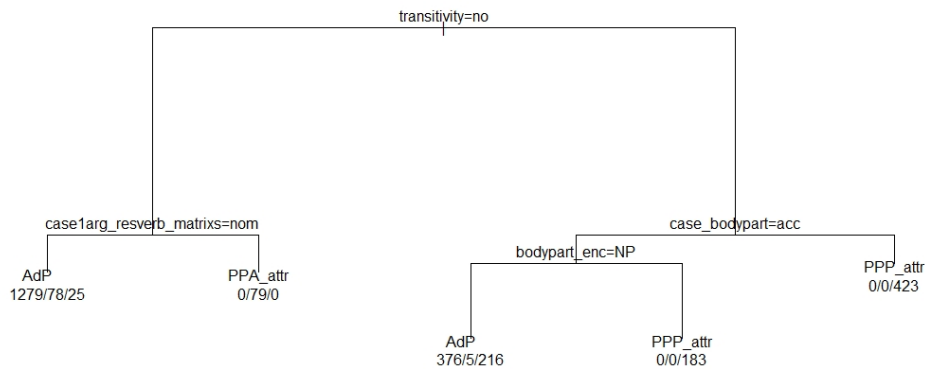 transitivity=no
case1arg_resverb_matrixs=nom
case_bodypart=acc
bodypart_enc=NP
AdP
1279/78/25
PPA_attr
0/79/0
PPP_attr
0/0/423
AdP
376/5/216
PPP_attr
0/0/183